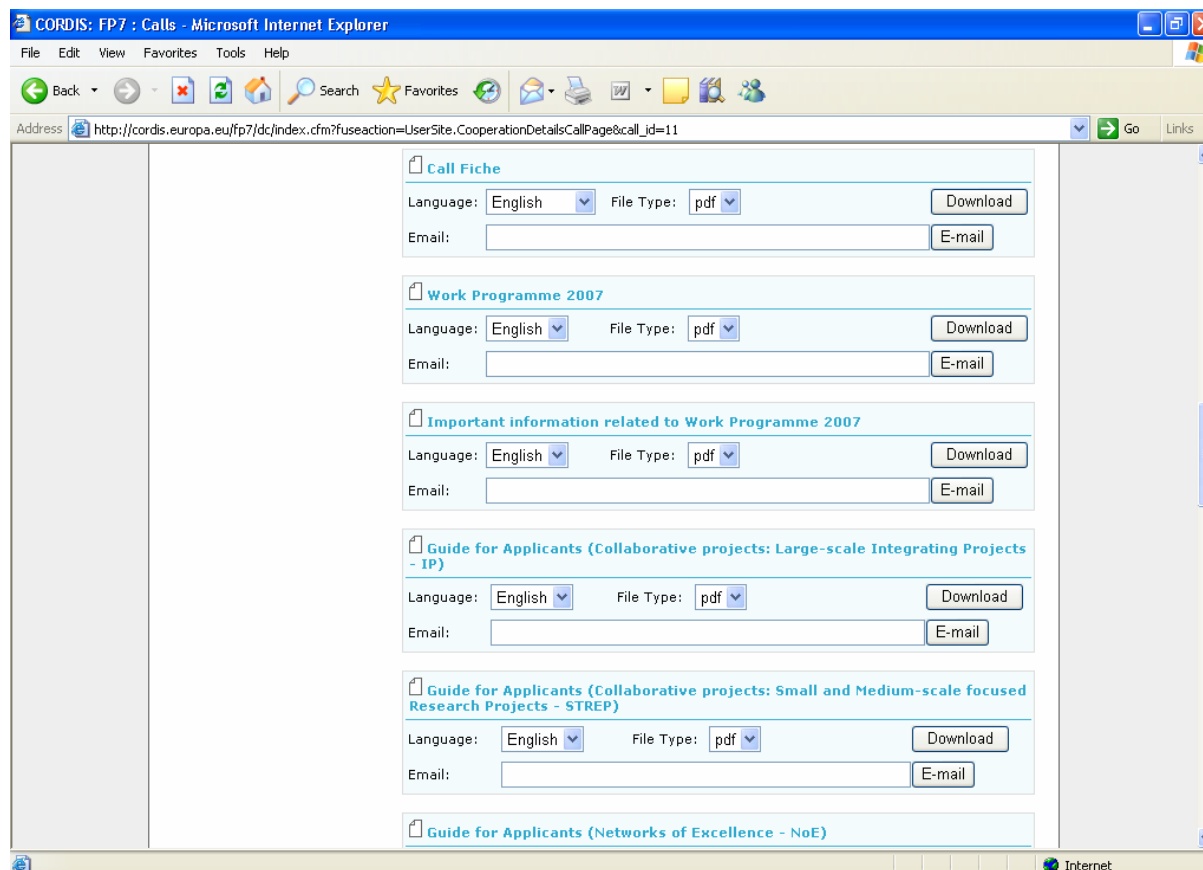 CORDIS: FP7 : Calls - Microsoft Internet Explorer
File Edit View Favorites Tools Help
Back Search Favorites
Address http://cordis.europa.eu/fp7/dc/index.cfm?fuseaction=UserSite.CooperationDetailsCallPage&call_id=11 Go Links
Call Fiche
Language: English File Type: pdf Download
Email: E-mail
Work Programme 2007
Language: English File Type: pdf Download
Email: E-mail
Important information related to Work Programme 2007
Language: English File Type: pdf Download
Email: E-mail
Guide for Applicants (Collaborative projects: Large-scale Integrating Projects
- IP)
Language: English File Type: pdf Download
Email: E-mail
Guide for Applicants (Collaborative projects: Small and Medium-scale focused
Research Projects - STREP)
Language: English File Type: pdf Download
Email: E-mail
Guide for Applicants (Networks of Excellence - NoE)
Internet